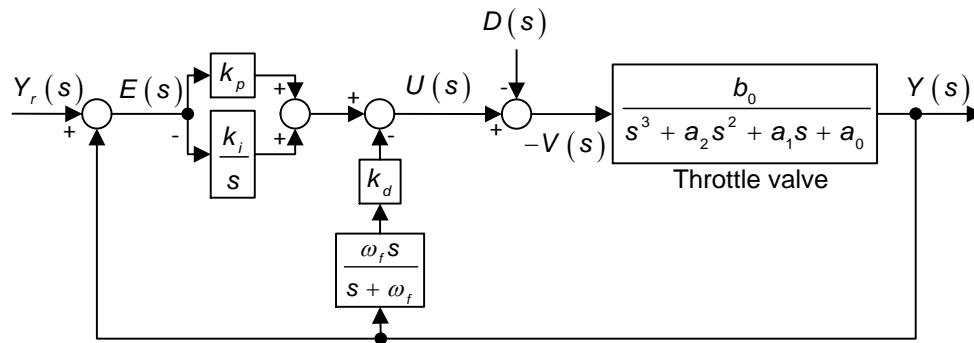 D(s)
-
Y_r(s)
+
E(s)
-
k_p
k_i / s
+
+
+
-
U(s)
+
-V(s)
b_0 / s^3 + a_2 s^2 + a_1 s + a_0
Throttle valve
Y(s)
k_d
ω_f s / s + ω_f